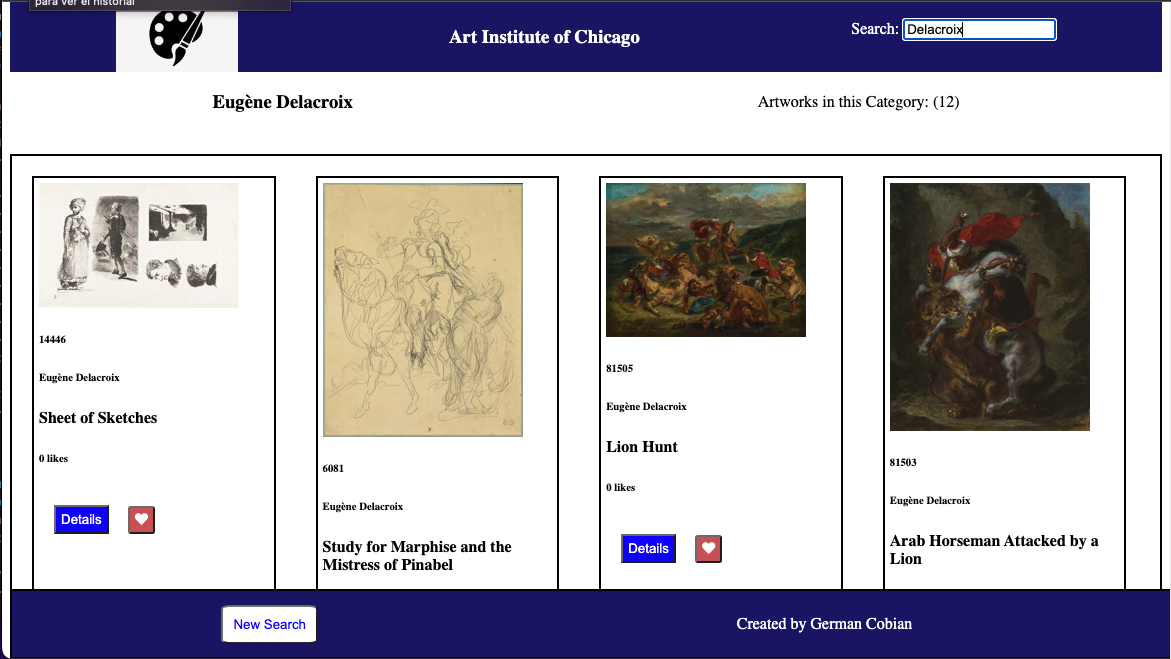 para ver el historial
Art Institute of Chicago
Search: Delacroix
Eugène Delacroix
Artworks in this Category: (12)
14446
Eugène Delacroix
Sheet of Sketches
0 likes
Details
6081
Eugène Delacroix
Study for Marphise and the
Mistress of Pinabel
81505
Eugène Delacroix
Lion Hunt
0 likes
Details
81503
Eugène Delacroix
Arab Horseman Attacked by a
Lion
New Search
Created by German Cobian